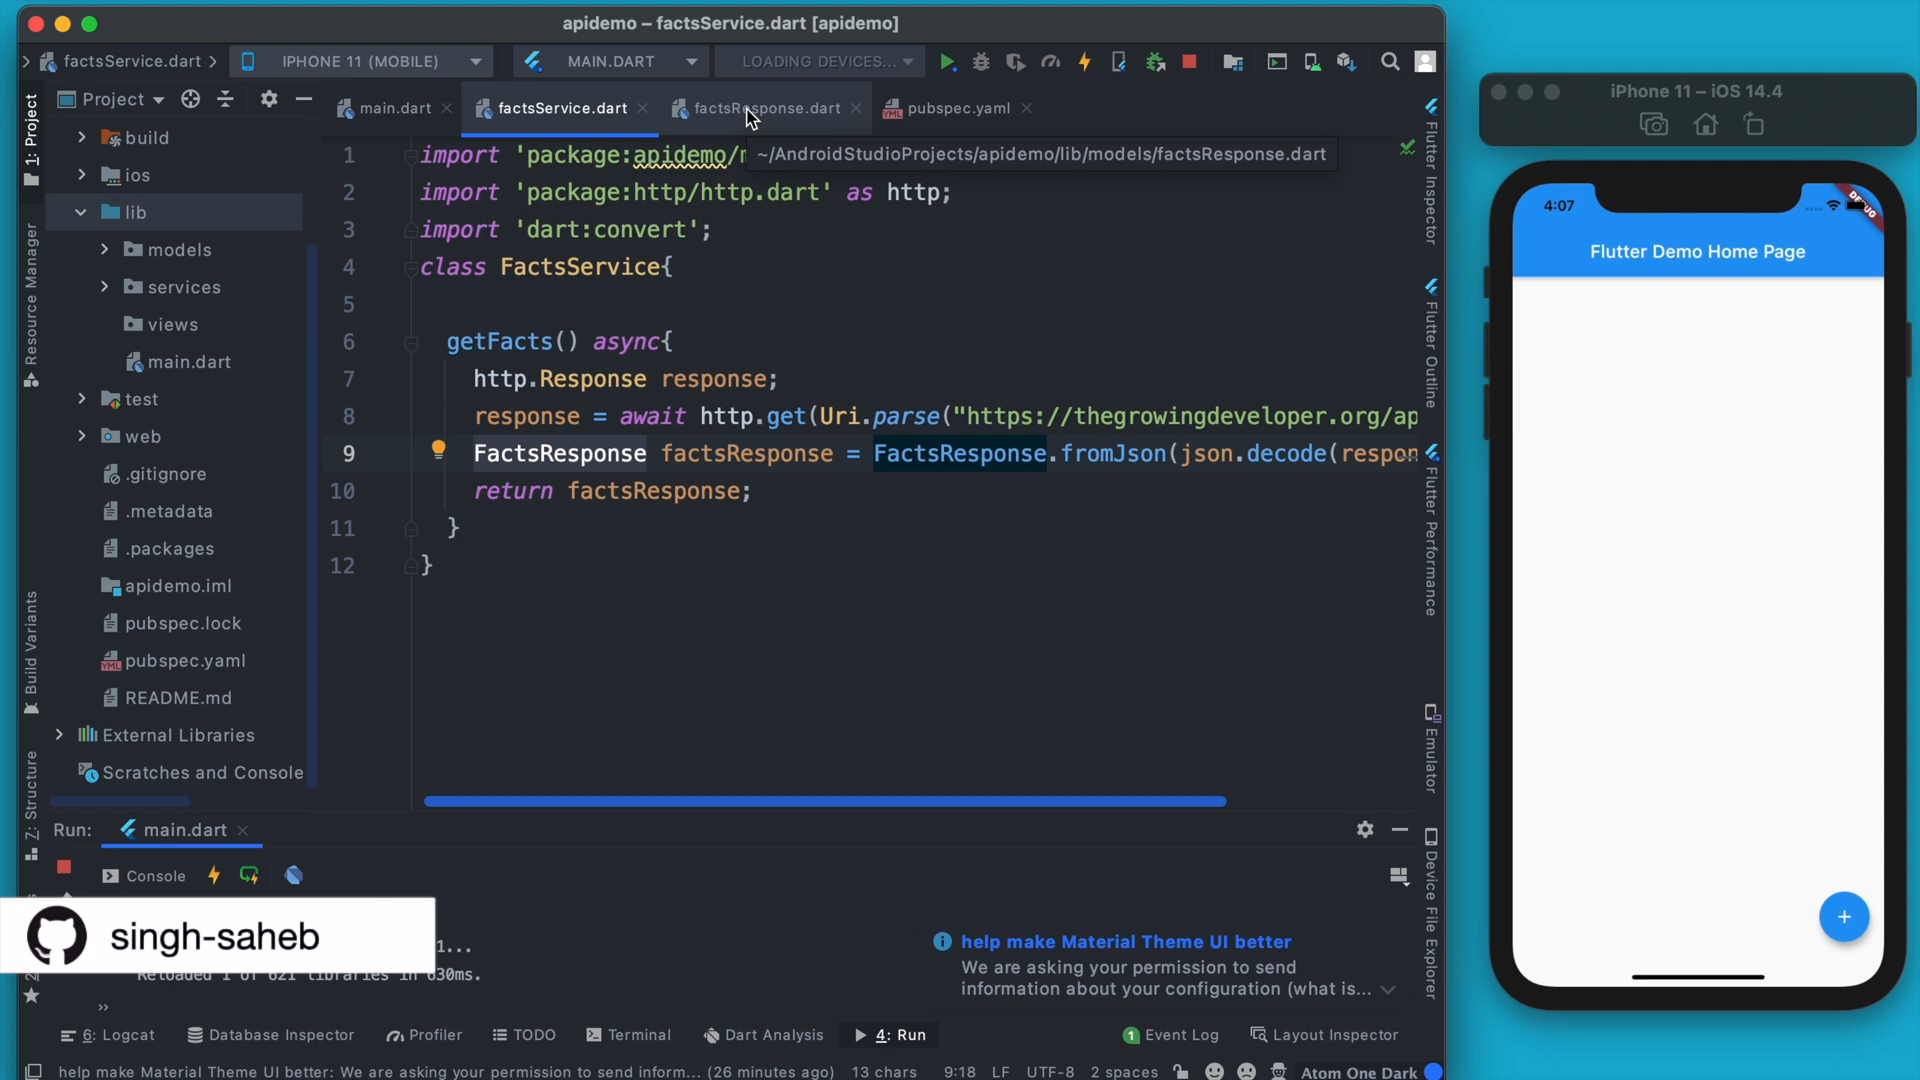 apidemo – factsService.dart [apidemo]
factsService.dart
IPHONE 11 (MOBILE)
MAIN.DART
LOADING DEVICES...
Project
main.dart
factsService.dart
factsResponse.dart
pubspec.yaml
~/AndroidStudioProjects/apidemo/lib/models/factsResponse.dart
1: Project
Resource Manager
Build Variants
Z: Structure
build
ios
lib
models
services
views
main.dart
test
web
.gitignore
.metadata
.packages
apidemo.iml
pubspec.lock
pubspec.yaml
README.md
External Libraries
Scratches and Console
1 import 'package:apidemo/
2 import 'package:http/http.dart' as http;
3 import 'dart:convert';
4 class FactsService{
5
6 getFacts() async{
7 http.Response response;
8 response = await http.get(Uri.parse("https://thegrowingdeveloper.org/ap
9 FactsResponse factsResponse = FactsResponse.fromJson(json.decode(respon
10 return factsResponse;
11 }
12 }
Flutter Inspector
Flutter Outline
Flutter Performance
Emulator
Device File Explorer
Run:
main.dart
Console
1...
Reloaded 1 of 621 libraries in 630ms.
singh-saheb
help make Material Theme UI better
We are asking your permission to send
information about your configuration (what is...
6: Logcat
Database Inspector
Profiler
TODO
Terminal
Dart Analysis
4: Run
1 Event Log
Layout Inspector
help make Material Theme UI better: We are asking your permission to send inform... (26 minutes ago)
13 chars
9:18
LF
UTF-8
2 spaces
Atom One Dark
iPhone 11 – iOS 14.4
4:07
DEBUG
Flutter Demo Home Page